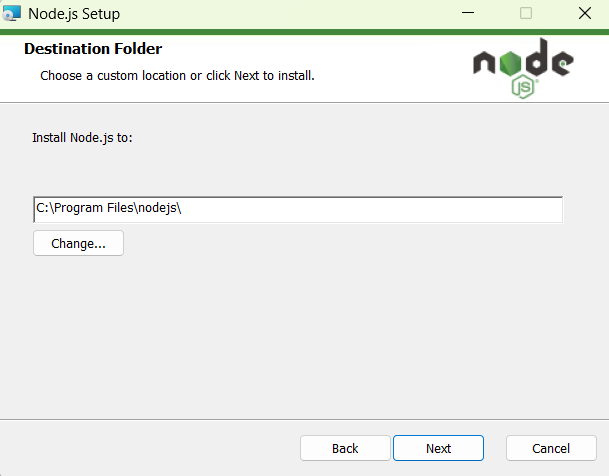 Node.js Setup
Destination Folder
Choose a custom location or click Next to install.
node
JS
Install Node.js to:
C:\Program Files\nodejs\
Change...
Back
Next
Cancel